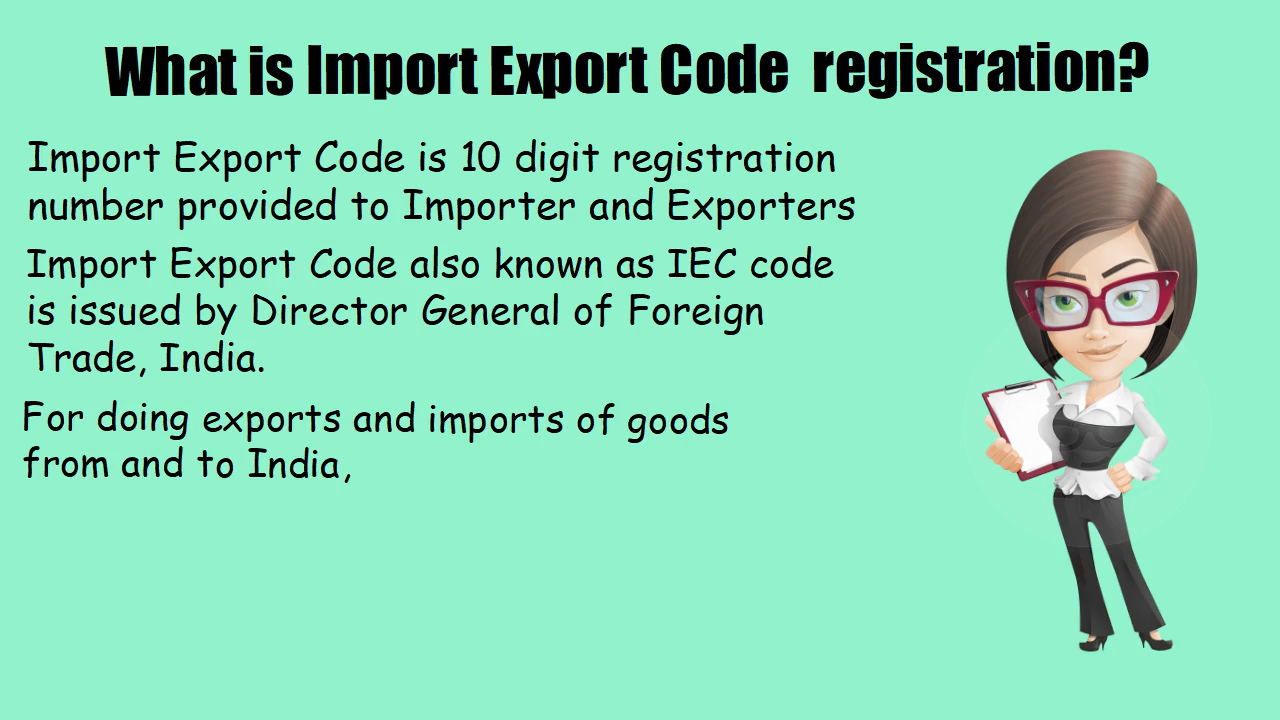 What is Import Export Code registration?
Import Export Code is 10 digit registration
number provided to Importer and Exporters
Import Export Code also known as IEC code
is issued by Director General of Foreign
Trade, India.
For doing exports and imports of goods
from and to India,